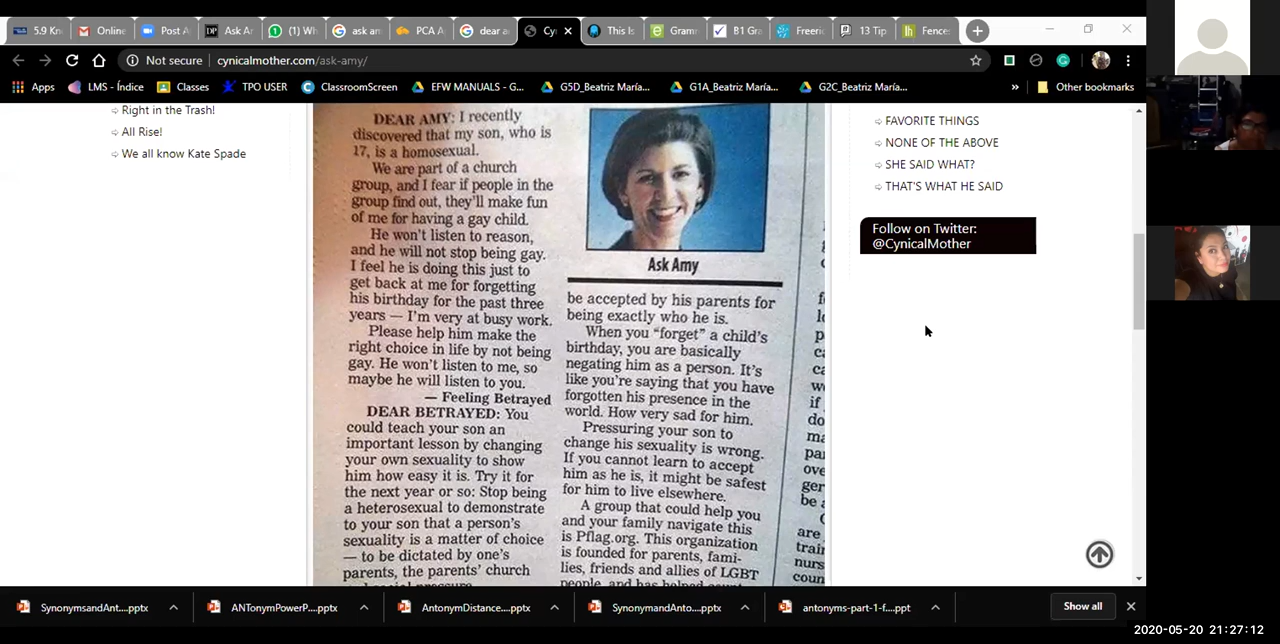 5.9 Kn
Online
Post A
Ask Ar
(1) Wh
ask am
PCA A
dear a
Cyn
This Is
Gramr
B1 Gra
Freeri
13 Tip
Fence
Not secure
cynicalmother.com/ask-amy/
Apps
LMS - Índice
Classes
TPO USER
ClassroomScreen
EFW MANUALS - G...
G5D_Beatriz María...
G1A_Beatriz María...
G2C_Beatriz María...
»
Other bookmarks
Right in the Trash!
All Rise!
We all know Kate Spade
DEAR AMY: I recently
discovered that my son, who is
17, is a homosexual.
We are part of a church
group, and I fear if people in the
group find out, they'll make fun
of me for having a gay child.
He won't listen to reason,
and he will not stop being gay.
I feel he is doing this just to
get back at me for forgetting
his birthday for the past three
years — I'm very at busy work.
Please help him make the
right choice in life by not being
gay. He won't listen to me, so
maybe he will listen to you.
— Feeling Betrayed
DEAR BETRAYED: You
could teach your son an
important lesson by changing
your own sexuality to show
him how easy it is. Try it for
the next year or so: Stop being
a heterosexual to demonstrate
to your son that a person's
sexuality is a matter of choice
— to be dictated by one's
parents, the parents' church
Ask Amy
be accepted by his parents for
being exactly who he is.
When you "forget" a child's
birthday, you are basically
negating him as a person. It's
like you're saying that you have
forgotten his presence in the
world. How very sad for him.
Pressuring your son to
change his sexuality is wrong.
If you cannot learn to accept
him as he is, it might be safest
for him to live elsewhere.
A group that could help you
and your family navigate this
is Pflag.org. This organization
is founded for parents, fami-
lies, friends and allies of LGBT
FAVORITE THINGS
NONE OF THE ABOVE
SHE SAID WHAT?
THAT'S WHAT HE SAID
Follow on Twitter:
@CynicalMother
SynonymsandAnt....pptx
ANTonymPowerP....pptx
AntonymDistance....pptx
SynonymandAnto....pptx
antonyms-part-1-f....ppt
Show all
2020-05-20 21:27:12